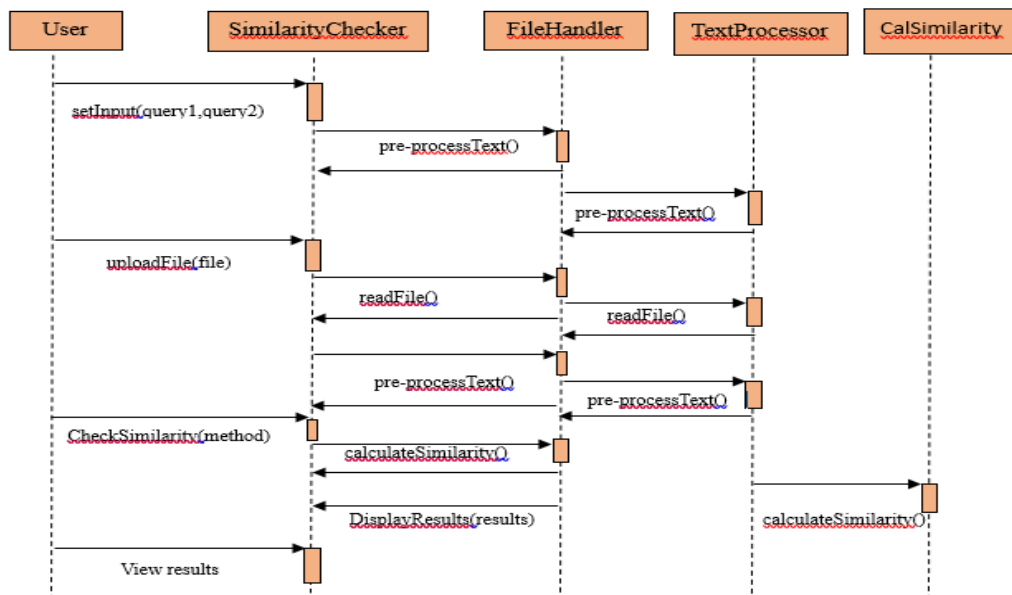 User
SimilarityChecker
FileHandler
TextProcessor
CalSimilarity
setInput(query1,query2)
pre-processText()
pre-processText()
uploadFile(file)
readFile()
readFile()
pre-processText()
pre-processText()
CheckSimilarity(method)
calculateSimilarity()
DisplayResults(results)
calculateSimilarity()
View results